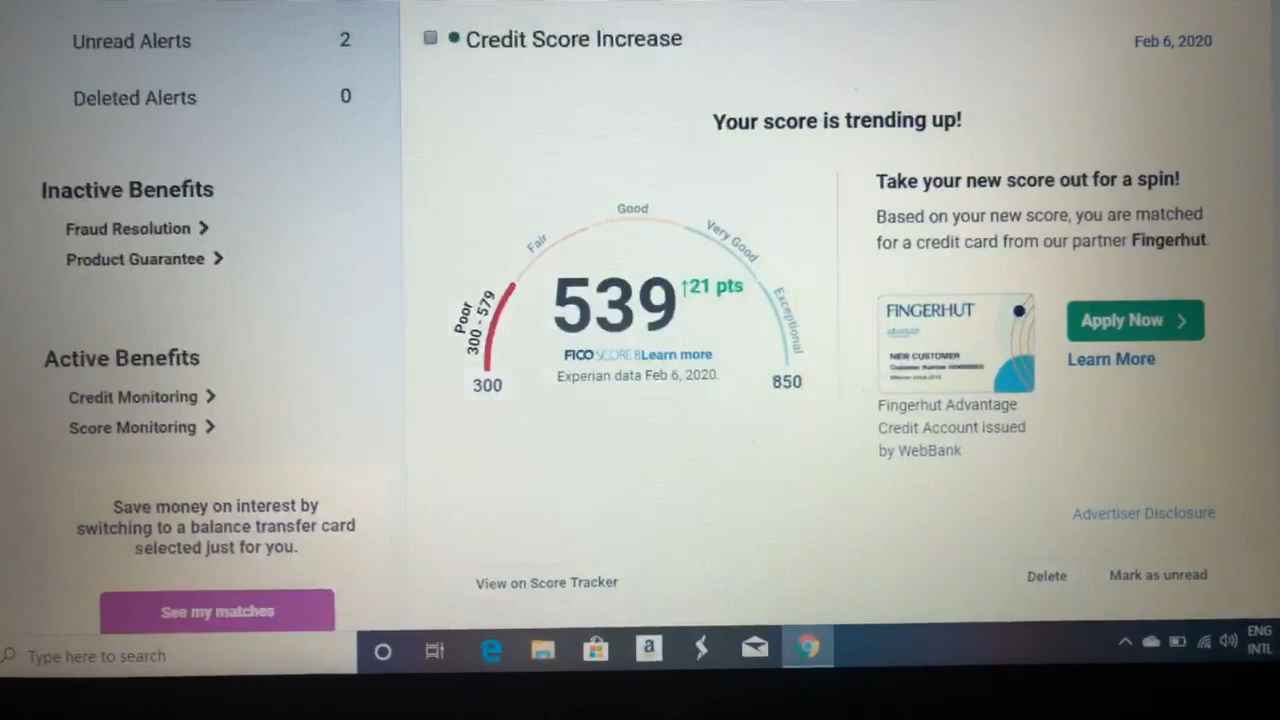 Unread Alerts 2
Deleted Alerts 0
Inactive Benefits
Fraud Resolution
Product Guarantee
Active Benefits
Credit Monitoring
Score Monitoring
Save money on interest by
switching to a balance transfer card
selected just for you.
See my matches
Credit Score Increase
Feb 6, 2020
Your score is trending up!
Poor
300 - 579
Fair
Good
Very Good
Exceptional
539 ↑21 pts
FICO SCORE 8 Learn more
Experian data Feb 6, 2020.
300
850
Take your new score out for a spin!
Based on your new score, you are matched
for a credit card from our partner Fingerhut.
FINGERHUT
NEW CUSTOMER
Apply Now
Learn More
Fingerhut Advantage
Credit Account issued
by WebBank
Advertiser Disclosure
View on Score Tracker
Delete
Mark as unread
Type here to search
a
ENG
INTL